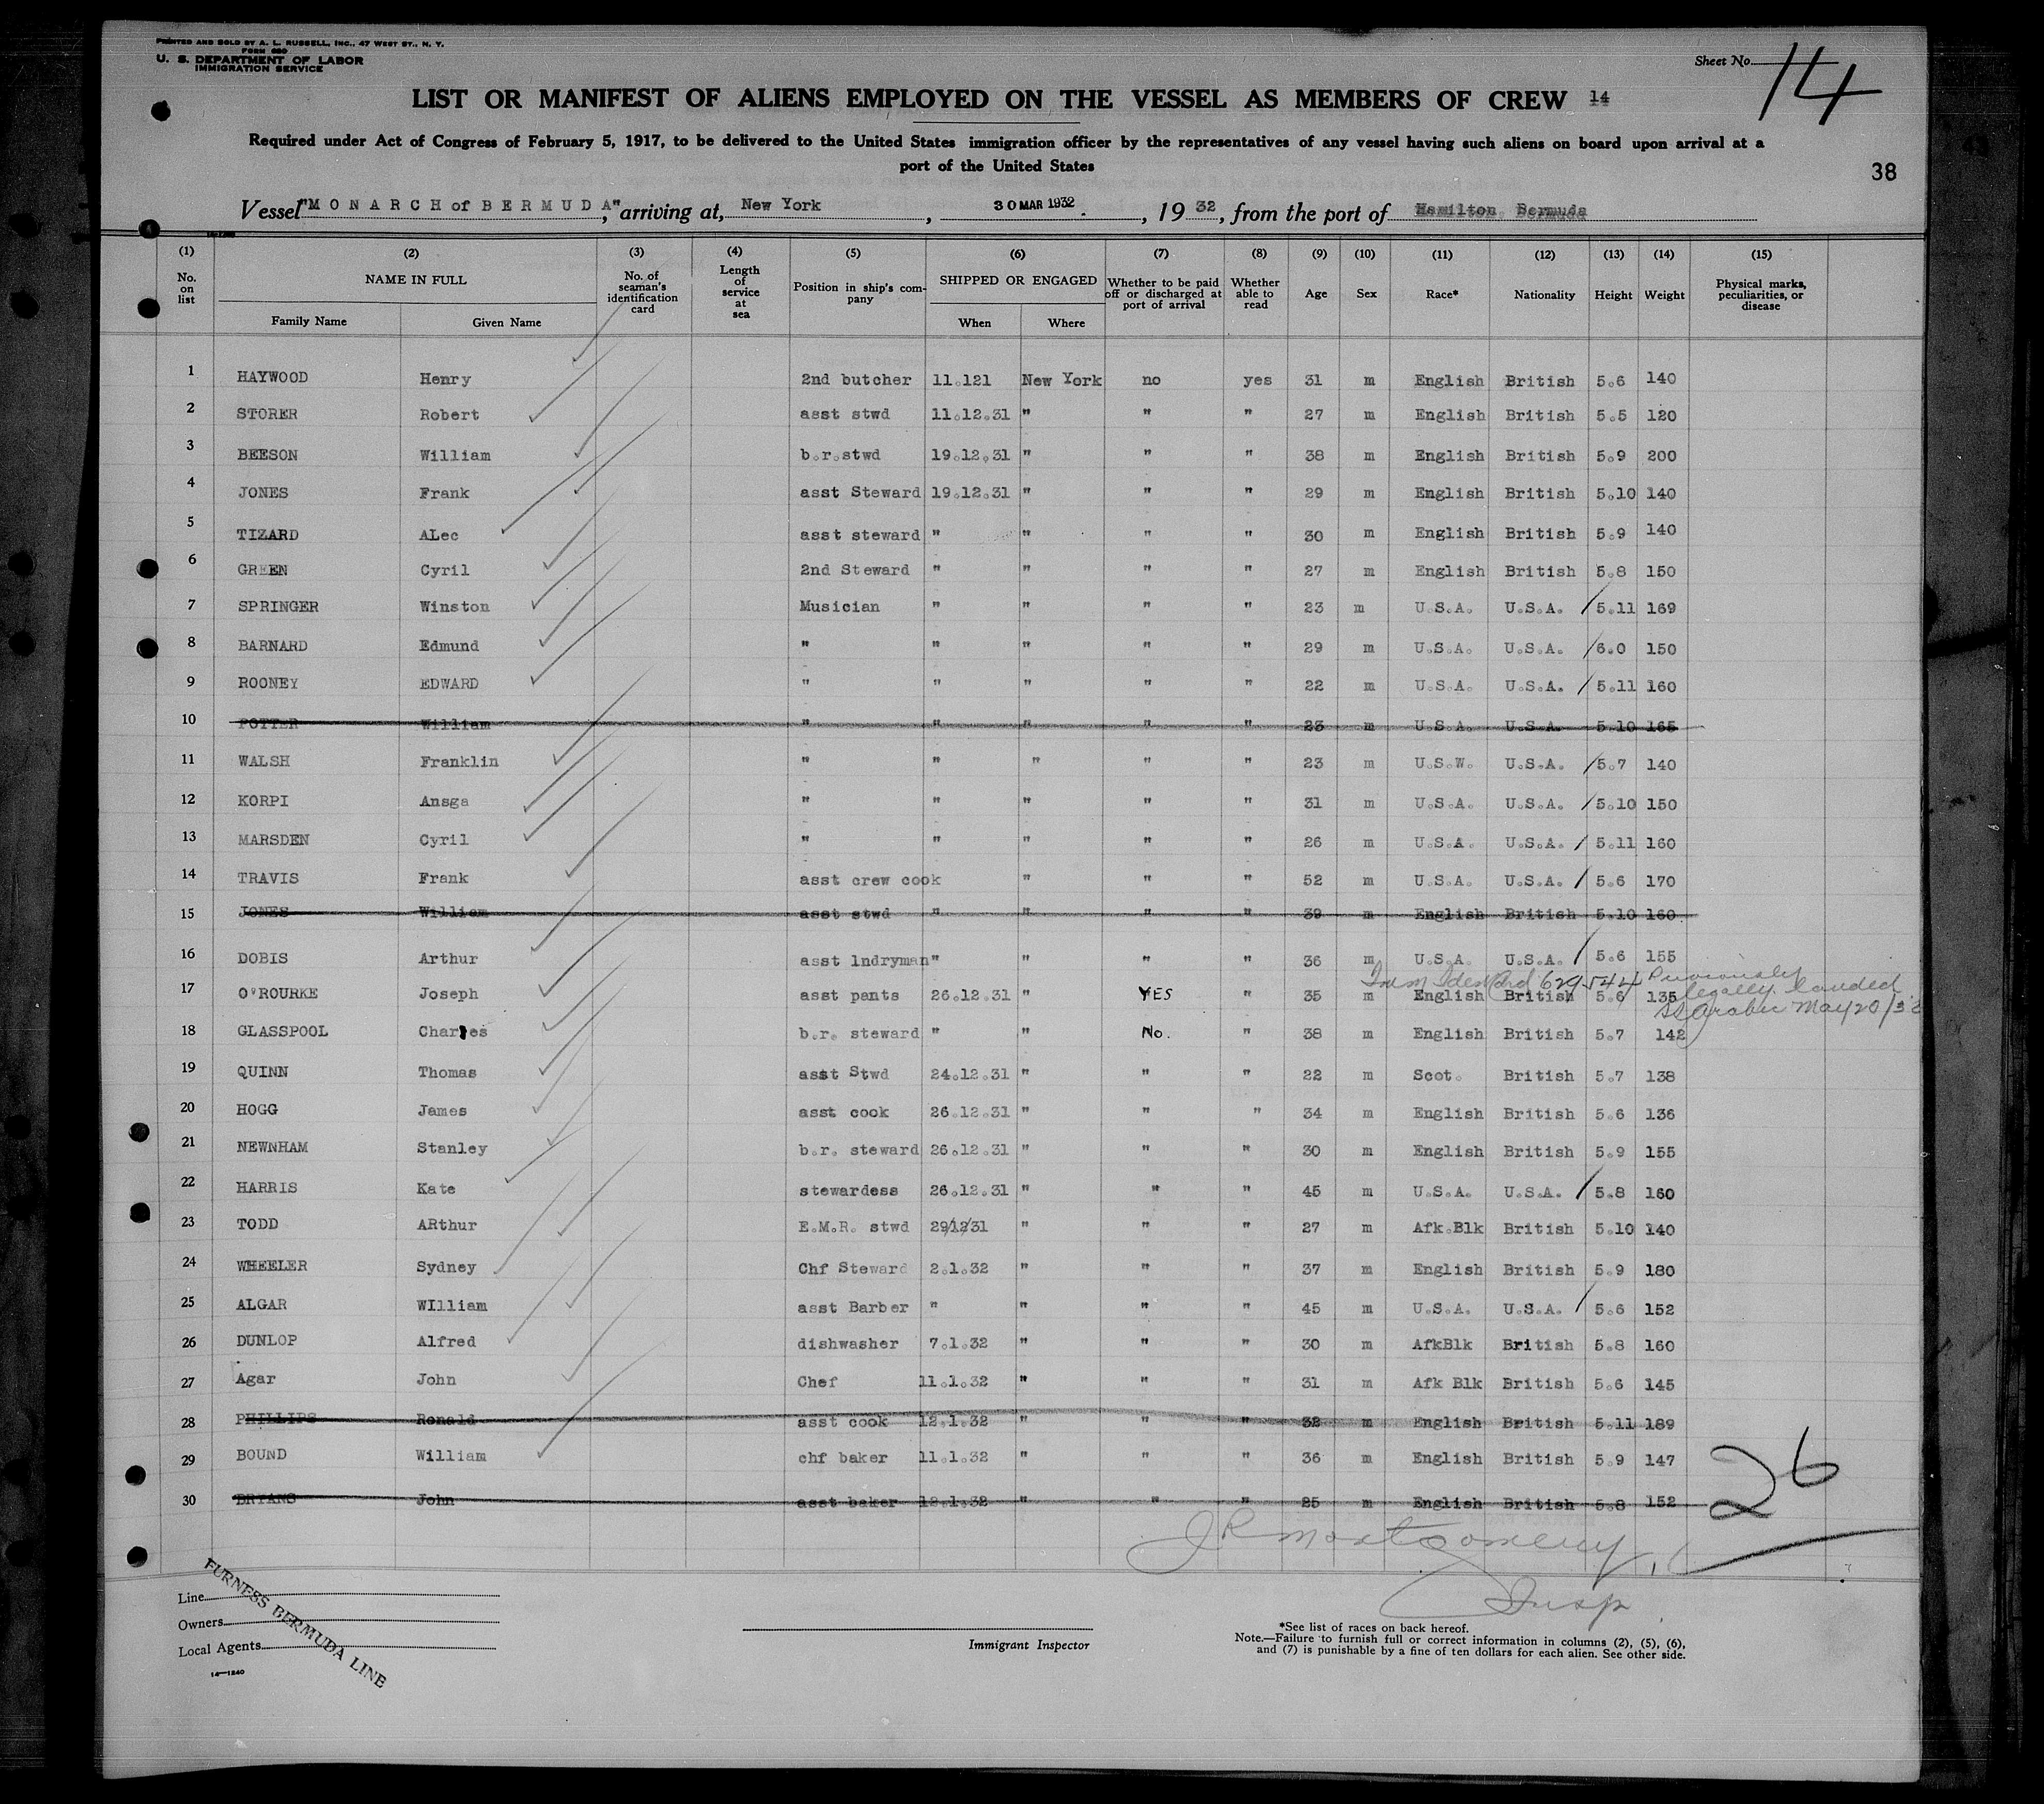 PRINTED AND SOLD BY A. L. RUSSELL, INC., 47 WEST ST., N. Y.
FORM 680
U. S. DEPARTMENT OF LABOR
IMMIGRATION SERVICE
Sheet No. 14
LIST OR MANIFEST OF ALIENS EMPLOYED ON THE VESSEL AS MEMBERS OF CREW 14
Required under Act of Congress of February 5, 1917, to be delivered to the United States immigration officer by the representatives of any vessel having such aliens on board upon arrival at a
port of the United States
38
Vessel "MONARCH of BERMUDA", arriving at, New York, 30 MAR 1932, 1932, from the port of Hamilton Bermuda
(1) (2) (3) (4) (5) (6) (7) (8) (9) (10) (11) (12) (13) (14) (15)
No. on list NAME IN FULL Family Name Given Name No. of seaman's identification card Length of service at sea Position in ship's company SHIPPED OR ENGAGED When Where Whether to be paid off or discharged at port of arrival Whether able to read Age Sex Race* Nationality Height Weight Physical marks, peculiarities, or disease
1 HAYWOOD Henry 2nd butcher 11.121 New York no yes 31 m English British 5.6 140
2 STORER Robert asst stwd 11.12.31 " " " 27 m English British 5.5 120
3 BEESON William b.r.stwd 19.12.31 " " " 38 m English British 5.9 200
4 JONES Frank asst Steward 19.12.31 " " " 29 m English British 5.10 140
5 TIZARD ALec asst steward " " " " 30 m English British 5.9 140
6 GREEN Cyril 2nd Steward " " " " 27 m English British 5.8 150
7 SPRINGER Winston Musician " " " " 23 m U.S.A. U.S.A. / 5.11 169
8 BARNARD Edmund " " " " " 29 m U.S.A. U.S.A. / 6.0 150
9 ROONEY EDWARD " " " " " 22 m U.S.A. U.S.A. / 5.11 160
10 POTTER William " " " " " 23 m U.S.A. U.S.A. 5.10 165
11 WALSH Franklin " " " " " 23 m U.S.W. U.S.A. / 5.7 140
12 KORPI Ansga " " " " " 31 m U.S.A. U.S.A. / 5.10 150
13 MARSDEN Cyril " " " " " 26 m U.S.A. U.S.A. / 5.11 160
14 TRAVIS Frank asst crew cook " " " 52 m U.S.A. U.S.A. / 5.6 170
15 JONES William asst stwd " " " " 39 m English British 5.10 160
16 DOBIS Arthur asst lndryman " " " " 36 m U.S.A. U.S.A. / 5.6 155
Card 629544 Previously
17 O'ROURKE Joseph asst pants 26.12.31 " YES " 35 m English British 5.6 135 legally landed
SS Arabic May 20/3
18 GLASSPOOL Charles b.r. steward " " No. " 38 m English British 5.7 142
19 QUINN Thomas asst Stwd 24.12.31 " " " 22 m Scot. British 5.7 138
20 HOGG James asst cook 26.12.31 " " " 34 m English British 5.6 136
21 NEWNHAM Stanley b.r. steward 26.12.31 " " " 30 m English British 5.9 155
22 HARRIS Kate stewardess 26.12.31 " " " 45 m U.S.A. U.S.A. / 5.8 160
23 TODD ARthur E.M.R. stwd 29/12/31 " " " 27 m Afk.Blk British 5.10 140
24 WHEELER Sydney Chf Steward 2.1.32 " " " 37 m English British 5.9 180
25 ALGAR WIlliam asst Barber " " " " 45 m U.S.A. U.S.A. / 5.6 152
26 DUNLOP Alfred dishwasher 7.1.32 " " " 30 m AfkBlk British 5.8 160
27 Agar John Chef 11.1.32 " " " 31 m Afk Blk British 5.6 145
28 PHILLIPS Ronald asst cook 12.1.32 " " " 32 m English British 5.11 189
29 BOUND William chf baker 11.1.32 " " " 36 m English British 5.9 147
30 BRYANS John asst baker 12.1.32 " " " 25 m English British 5.8 152
26
J R Montgomery
Insp
Line
Owners
Local Agents
FURNESS BERMUDA LINE
14—1240
Immigrant Inspector
*See list of races on back hereof.
Note.—Failure to furnish full or correct information in columns (2), (5), (6),
and (7) is punishable by a fine of ten dollars for each alien. See other side.